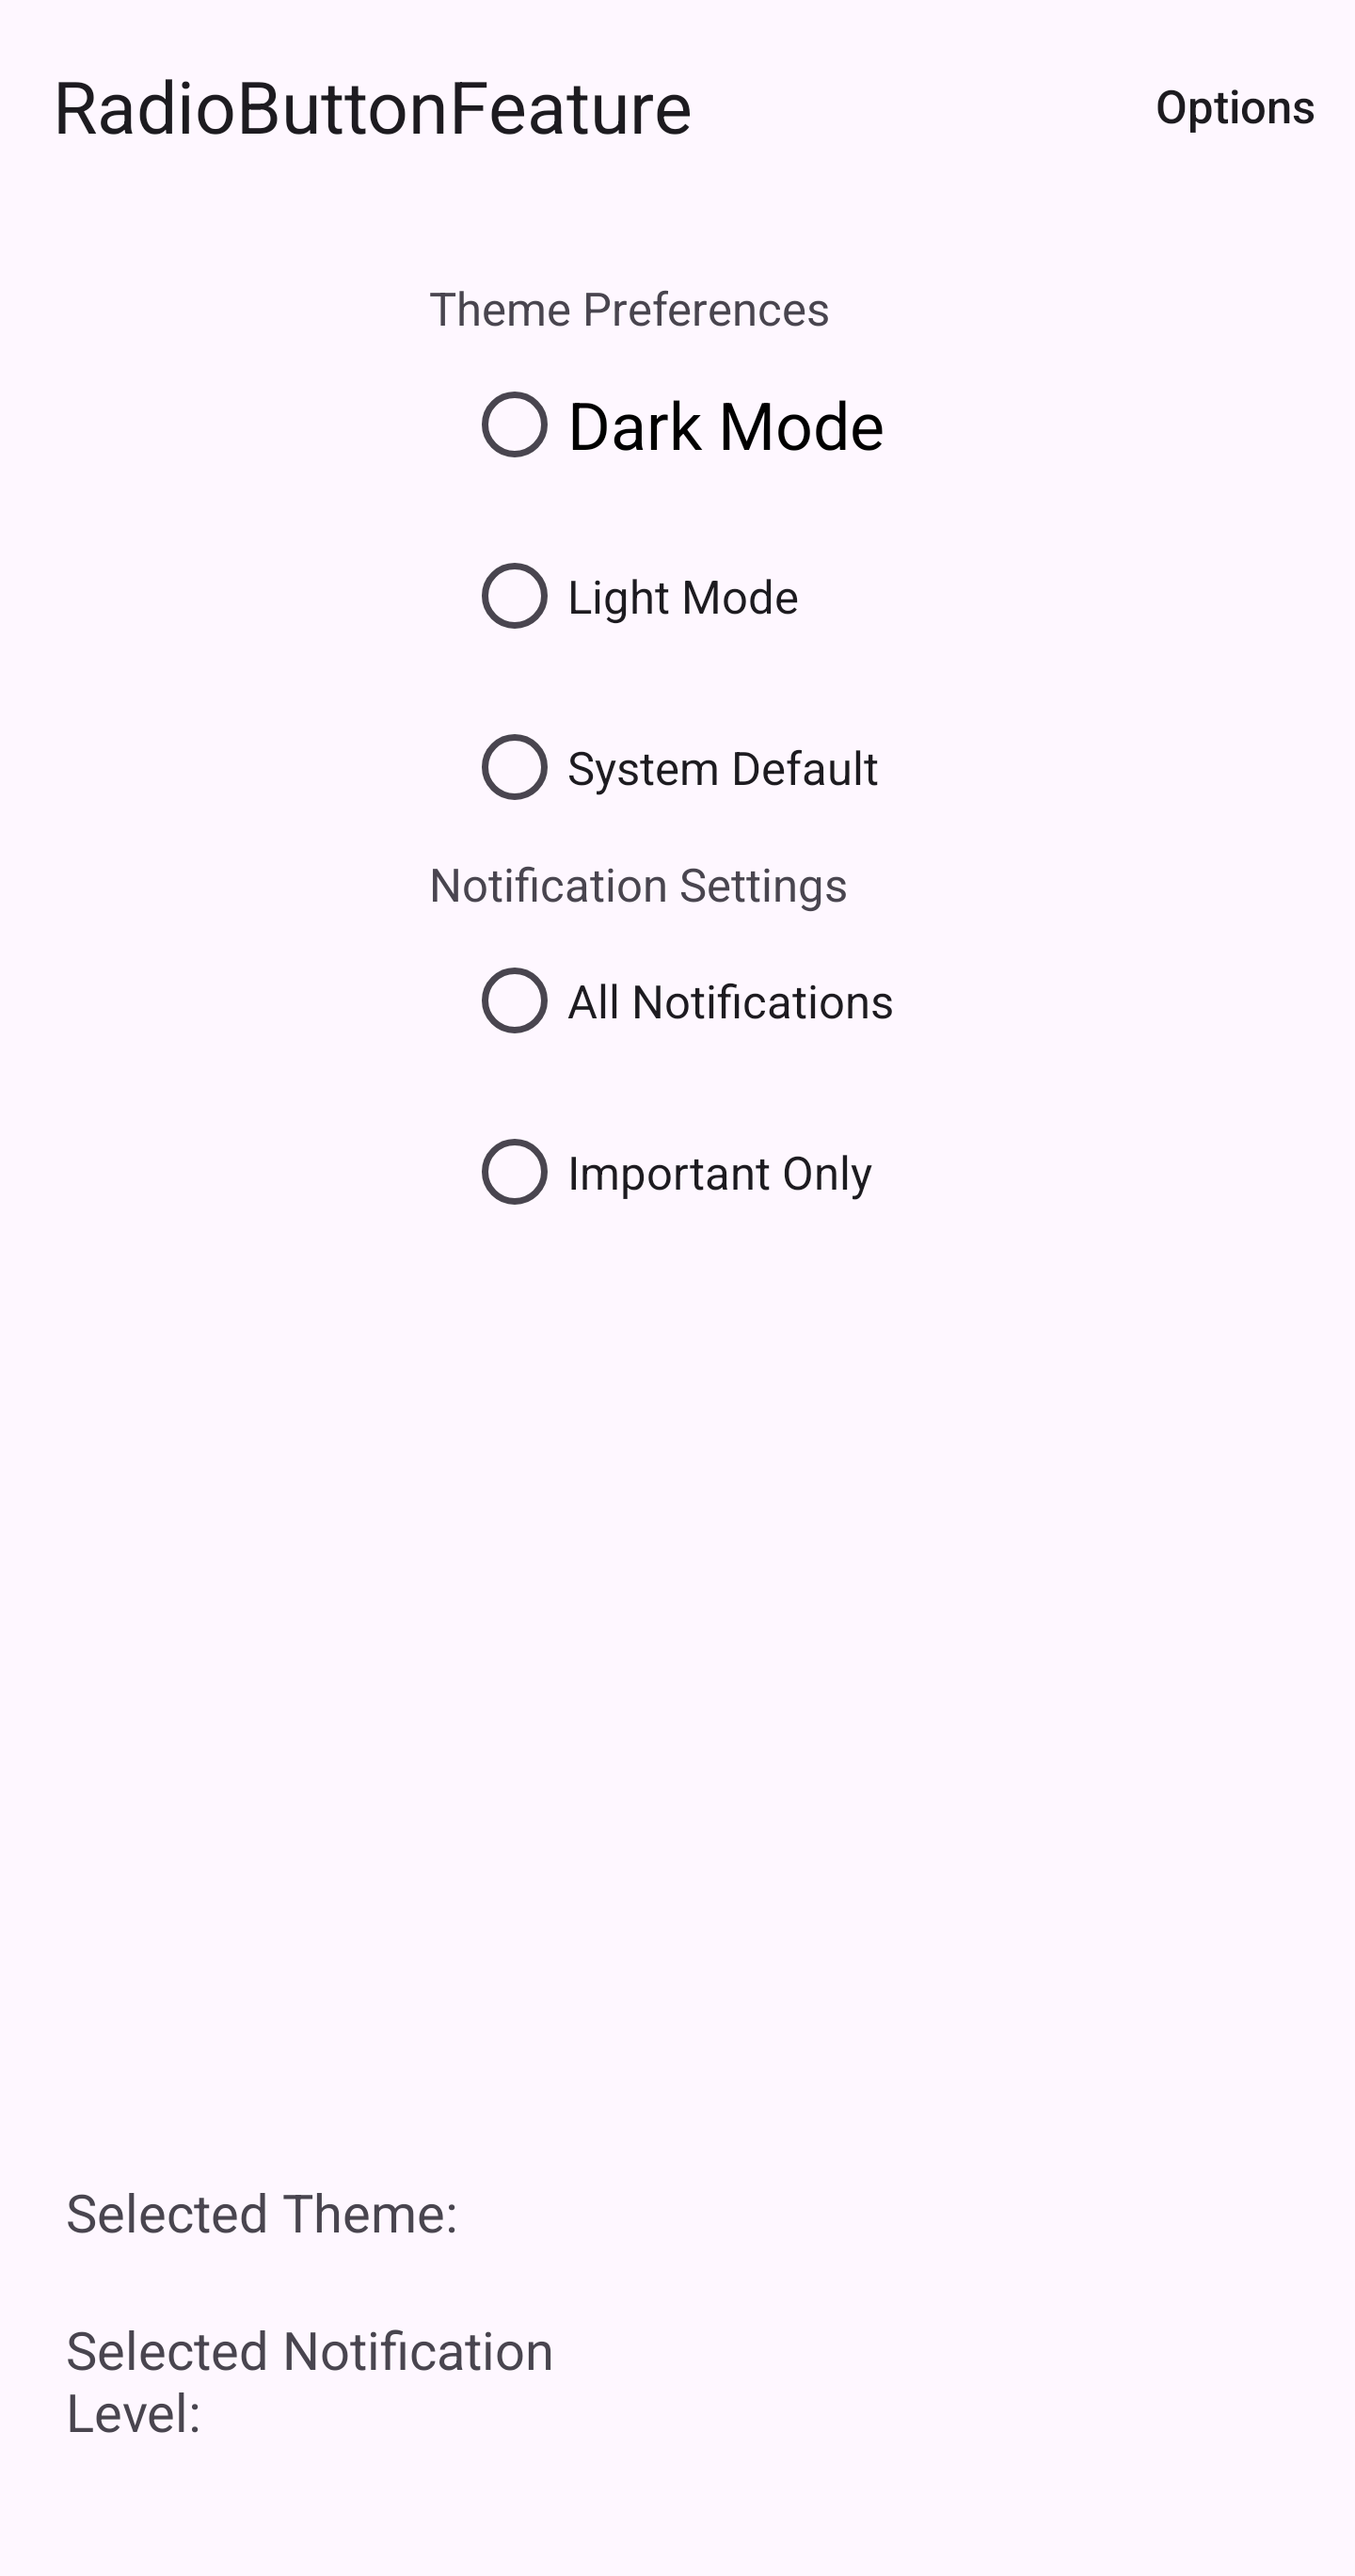 RadioButtonFeature
Options
Theme Preferences
Dark Mode
Light Mode
System Default
Notification Settings
All Notifications
Important Only
Selected Theme:
Selected Notification
Level: